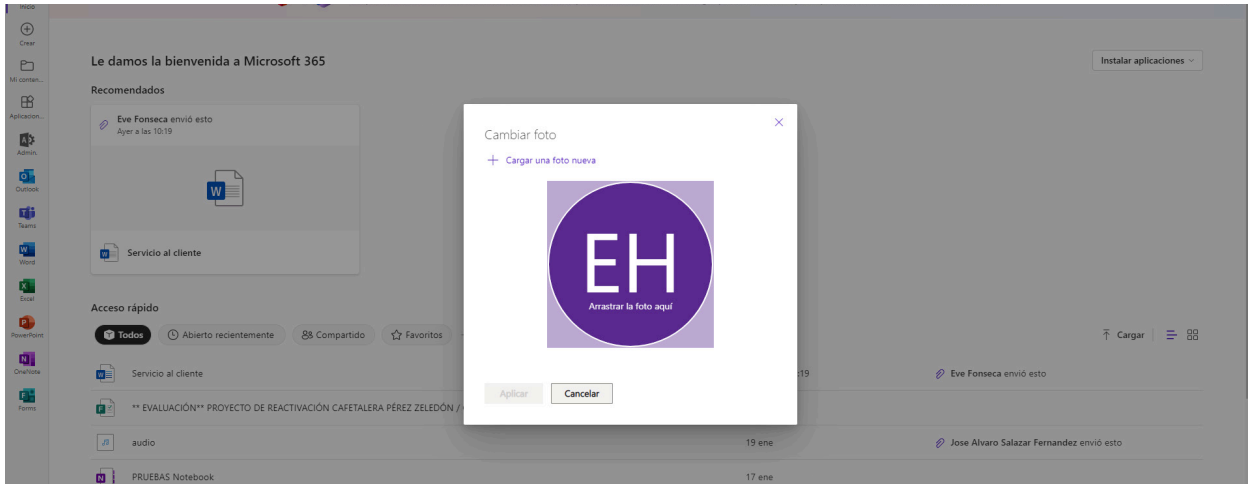 Inicio
Crear
Mi conten...
Aplicacion...
Admin.
Outlook
Teams
Word
Excel
PowerPoint
OneNote
Forms
Le damos la bienvenida a Microsoft 365
Instalar aplicaciones
Recomendados
Eve Fonseca envió esto
Ayer a las 10:19
W
Servicio al cliente
Acceso rápido
Todos
Abierto recientemente
Compartido
Favoritos
Cargar
Servicio al cliente
:19
Eve Fonseca envió esto
** EVALUACIÓN** PROYECTO DE REACTIVACIÓN CAFETALERA PÉREZ ZELEDÓN /
audio
19 ene
Jose Alvaro Salazar Fernandez envió esto
PRUEBAS Notebook
17 ene
Cambiar foto
Cargar una foto nueva
EH
Arrastrar la foto aquí
Aplicar
Cancelar